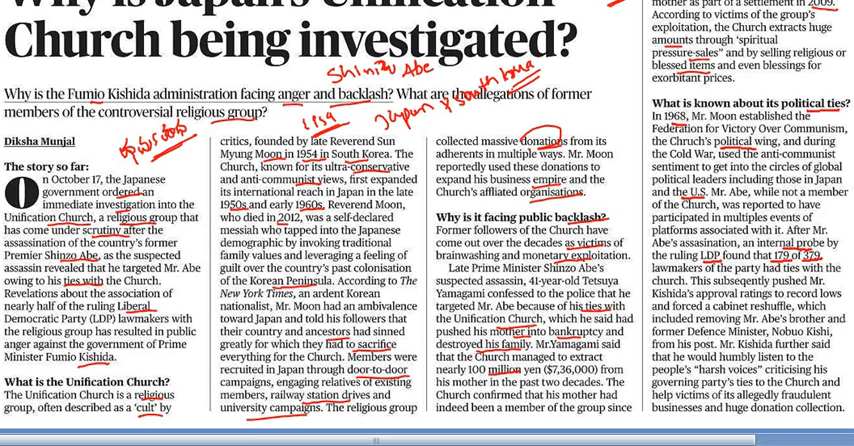 Why is Japan's Unification
Church being investigated?
Shinzo Abe
Why is the Fumio Kishida administration facing anger and backlash? What are the allegations of former
members of the controversial religious group?
Japan & South Korea
Diksha Munjal
The story so far:
On October 17, the Japanese
government ordered an
immediate investigation into the
Unification Church, a religious group that
has come under scrutiny after the
assassination of the country's former
Premier Shinzo Abe, as the suspected
assassin revealed that he targeted Mr. Abe
owing to his ties with the Church.
Revelations about the association of
nearly half of the ruling Liberal
Democratic Party (LDP) lawmakers with
the religious group has resulted in public
anger against the government of Prime
Minister Fumio Kishida.
What is the Unification Church?
The Unification Church is a religious
group, often described as a 'cult' by
critics, founded by late Reverend Sun
Myung Moon in 1954 in South Korea. The
Church, known for its ultra-conservative
and anti-communist views, first expanded
its international reach in Japan in the late
1950s and early 1960s. Reverend Moon,
who died in 2012, was a self-declared
messiah who tapped into the Japanese
demographic by invoking traditional
family values and leveraging a feeling of
guilt over the country's past colonisation
of the Korean Peninsula. According to The
New York Times, an ardent Korean
nationalist, Mr. Moon had an ambivalence
toward Japan and told his followers that
their country and ancestors had sinned
greatly for which they had to sacrifice
everything for the Church. Members were
recruited in Japan through door-to-door
campaigns, engaging relatives of existing
members, railway station drives and
university campaigns. The religious group
collected massive donations from its
adherents in multiple ways. Mr. Moon
reportedly used these donations to
expand his business empire and the
Church's affliated organisations.
Why is it facing public backlash?
Former followers of the Church have
come out over the decades as victims of
brainwashing and monetary exploitation.
Late Prime Minister Shinzo Abe's
suspected assassin, 41-year-old Tetsuya
Yamagami confessed to the police that he
targeted Mr. Abe because of his ties with
the Unification Church, which he said had
pushed his mother into bankruptcy and
destroyed his family. Mr.Yamagami said
that the Church managed to extract
nearly 100 million yen ($7,36,000) from
his mother in the past two decades. The
Church confirmed that his mother had
indeed been a member of the group since
mother as part of a settlement in 2009.
According to victims of the group's
exploitation, the Church extracts huge
amounts through 'spiritual
pressure-sales" and by selling religious or
blessed items and even blessings for
exorbitant prices.
What is known about its political ties?
In 1968, Mr. Moon established the
Federation for Victory Over Communism,
the Chruch's political wing, and during
the Cold War, used the anti-communist
sentiment to get into the circles of global
political leaders including those in Japan
and the U.S. Mr. Abe, while not a member
of the Church, was reported to have
participated in multiple events of
platforms associated with it. After Mr.
Abe's assasination, an internal probe by
the ruling LDP found that 179 of 379
lawmakers of the party had ties with the
church. This subseqently pushed Mr.
Kishida's approval ratings to record lows
and forced a cabinet reshuffle, which
included removing Mr. Abe's brother and
former Defence Minister, Nobuo Kishi,
from his post. Mr. Kishida further said
that he would humbly listen to the
people's "harsh voices" criticising his
governing party's ties to the Church and
help victims of its allegedly fraudulent
businesses and huge donation collection.